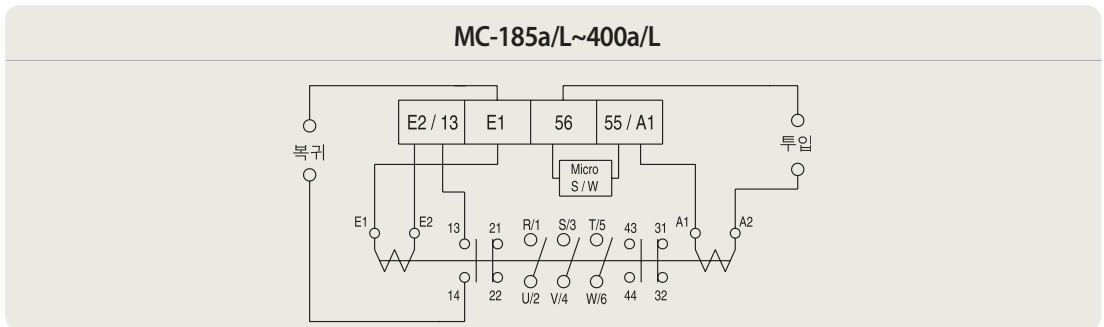 MC-185a/L~400a/L
E2 / 13 E1 56 55 / A1
복귀
투입
Micro
S / W
E1 E2 13 21 R/1 S/3 T/5 43 31 A1 A2
14 22 U/2 V/4 W/6 44 32